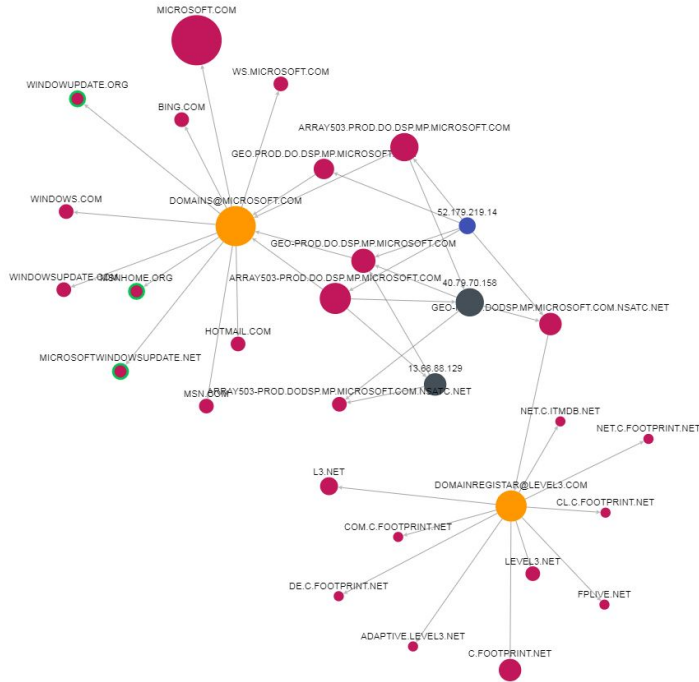 MICROSOFT.COM
WS.MICROSOFT.COM
WINDOWUPDATE.ORG
BING.COM
ARRAY503.PROD.DO.DSP.MP.MICROSOFT.COM
GEO.PROD.DO.DSP.MP.MICROSOFT
WINDOWS.COM
DOMAINS@MICROSOFT.COM
52.179.219.14
GEO-PROD.DO.DSP.MP.MICROSOFT.COM
WINDOWSUPDATE
MSNHOME.ORG
ARRAY503-PROD.DO.DSP.MP.MICROSOFT.COM
40.79.70.158
DODSP.MP.MICROSOFT.COM.NSATC.NET
HOTMAIL.COM
MICROSOFTWINDOWSUPDATE.NET
13.68.88.129
MSN.COM
ARRAY503-PROD.DODSP.MP.MICROSOFT.COM.NSATC.NET
NET.C.ITMDB.NET
NET.C.FOOTPRINT.NET
L3.NET
DOMAINREGISTAR@LEVEL3.COM
CL.C.FOOTPRINT.NET
COM.C.FOOTPRINT.NET
LEVEL3.NET
DE.C.FOOTPRINT.NET
FPLIVE.NET
ADAPTIVE.LEVEL3.NET
C.FOOTPRINT.NET